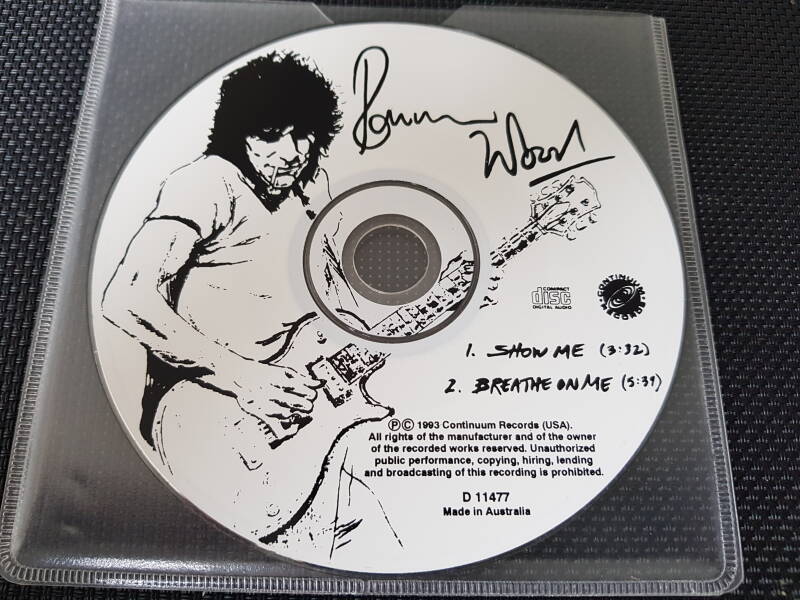 Ronnie
Wood
COMPACT
disc
DIGITAL AUDIO
CONTINUUM
RECORDS
1. SHOW ME (3:32)
2. BREATHE ON ME (5:39)
Ⓟ© 1993 Continuum Records (USA).
All rights of the manufacturer and of the owner
of the recorded works reserved. Unauthorized
public performance, copying, hiring, lending
and broadcasting of this recording is prohibited.
D 11477
Made in Australia